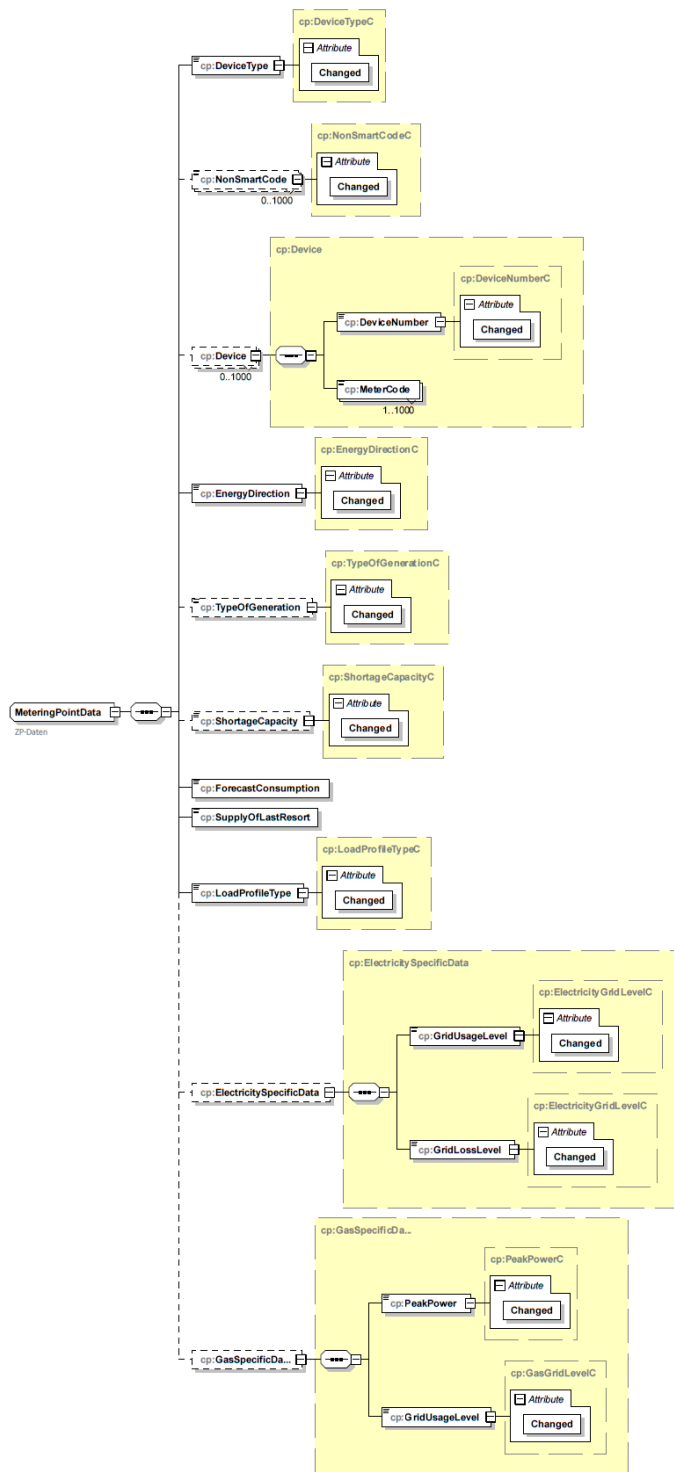 cp:DeviceTypeC
Attribute
cp:DeviceType
Changed
cp:NonSmartCodeC
Attribute
cp:NonSmartCode
Changed
0..1000
cp:Device
cp:DeviceNumberC
Attribute
cp:DeviceNumber
Changed
cp:Device
0..1000
cp:MeterCode
1..1000
cp:EnergyDirectionC
Attribute
cp:EnergyDirection
Changed
cp:TypeOfGenerationC
Attribute
cp:TypeOfGeneration
Changed
cp:ShortageCapacityC
Attribute
MeteringPointData
ZP-Daten
cp:ShortageCapacity
Changed
cp:ForecastConsumption
cp:SupplyOfLastResort
cp:LoadProfileTypeC
Attribute
cp:LoadProfileType
Changed
cp:ElectricitySpecificData
cp:ElectricityGridLevelC
Attribute
cp:GridUsageLevel
Changed
cp:ElectricitySpecificData
cp:ElectricityGridLevelC
Attribute
cp:GridLossLevel
Changed
cp:GasSpecificDa...
cp:PeakPowerC
Attribute
cp:PeakPower
Changed
cp:GasSpecificDa...
cp:GasGridLevelC
Attribute
cp:GridUsageLevel
Changed